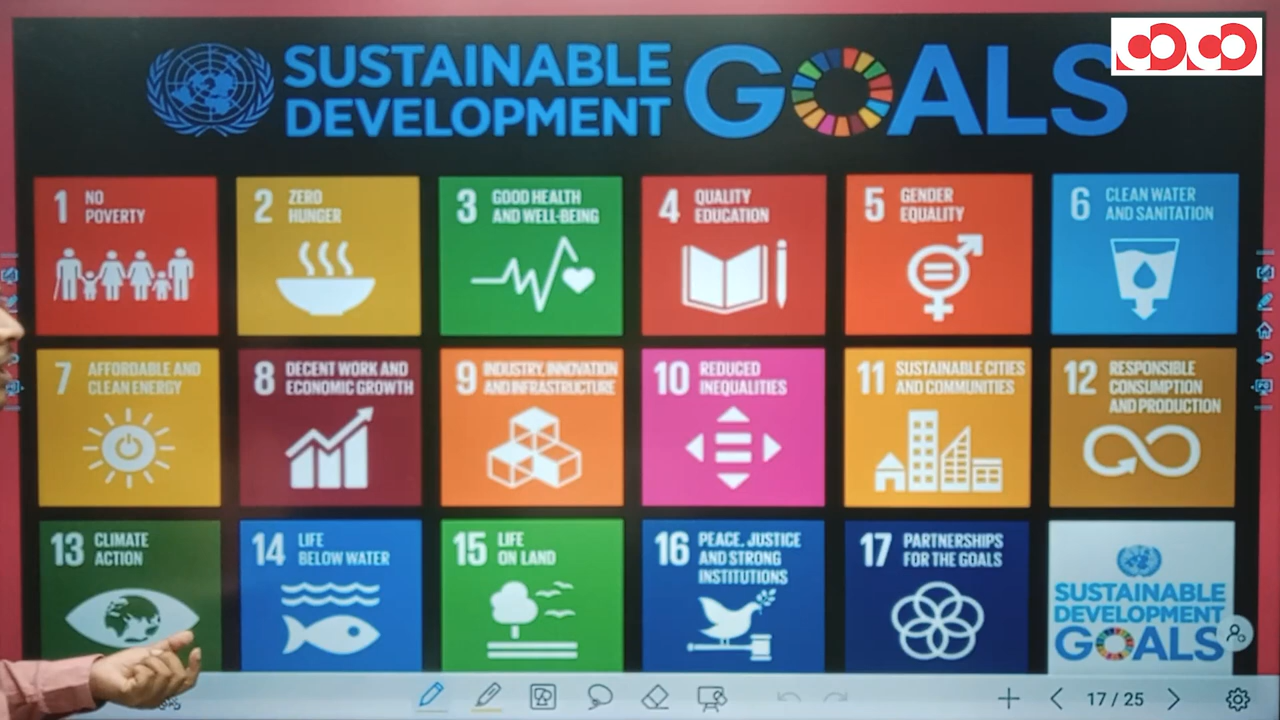 SUSTAINABLE
DEVELOPMENT
GOALS
1 NO
POVERTY
2 ZERO
HUNGER
3 GOOD HEALTH
AND WELL-BEING
4 QUALITY
EDUCATION
5 GENDER
EQUALITY
6 CLEAN WATER
AND SANITATION
7 AFFORDABLE AND
CLEAN ENERGY
8 DECENT WORK AND
ECONOMIC GROWTH
9 INDUSTRY, INNOVATION
AND INFRASTRUCTURE
10 REDUCED
INEQUALITIES
11 SUSTAINABLE CITIES
AND COMMUNITIES
12 RESPONSIBLE
CONSUMPTION
AND PRODUCTION
13 CLIMATE
ACTION
14 LIFE
BELOW WATER
15 LIFE
ON LAND
16 PEACE, JUSTICE
AND STRONG
INSTITUTIONS
17 PARTNERSHIPS
FOR THE GOALS
SUSTAINABLE
DEVELOPMENT
GOALS
17 / 25